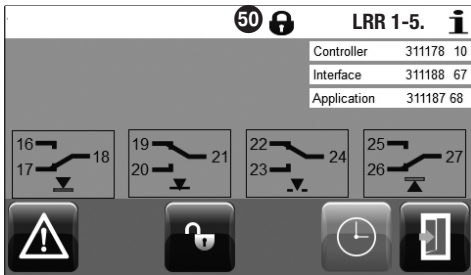 50 LRR 1-5. i
Controller 311178 10
Interface 311188 67
Application 311187 68
16 17 18 19 20 21 22 23 24 25 26 27